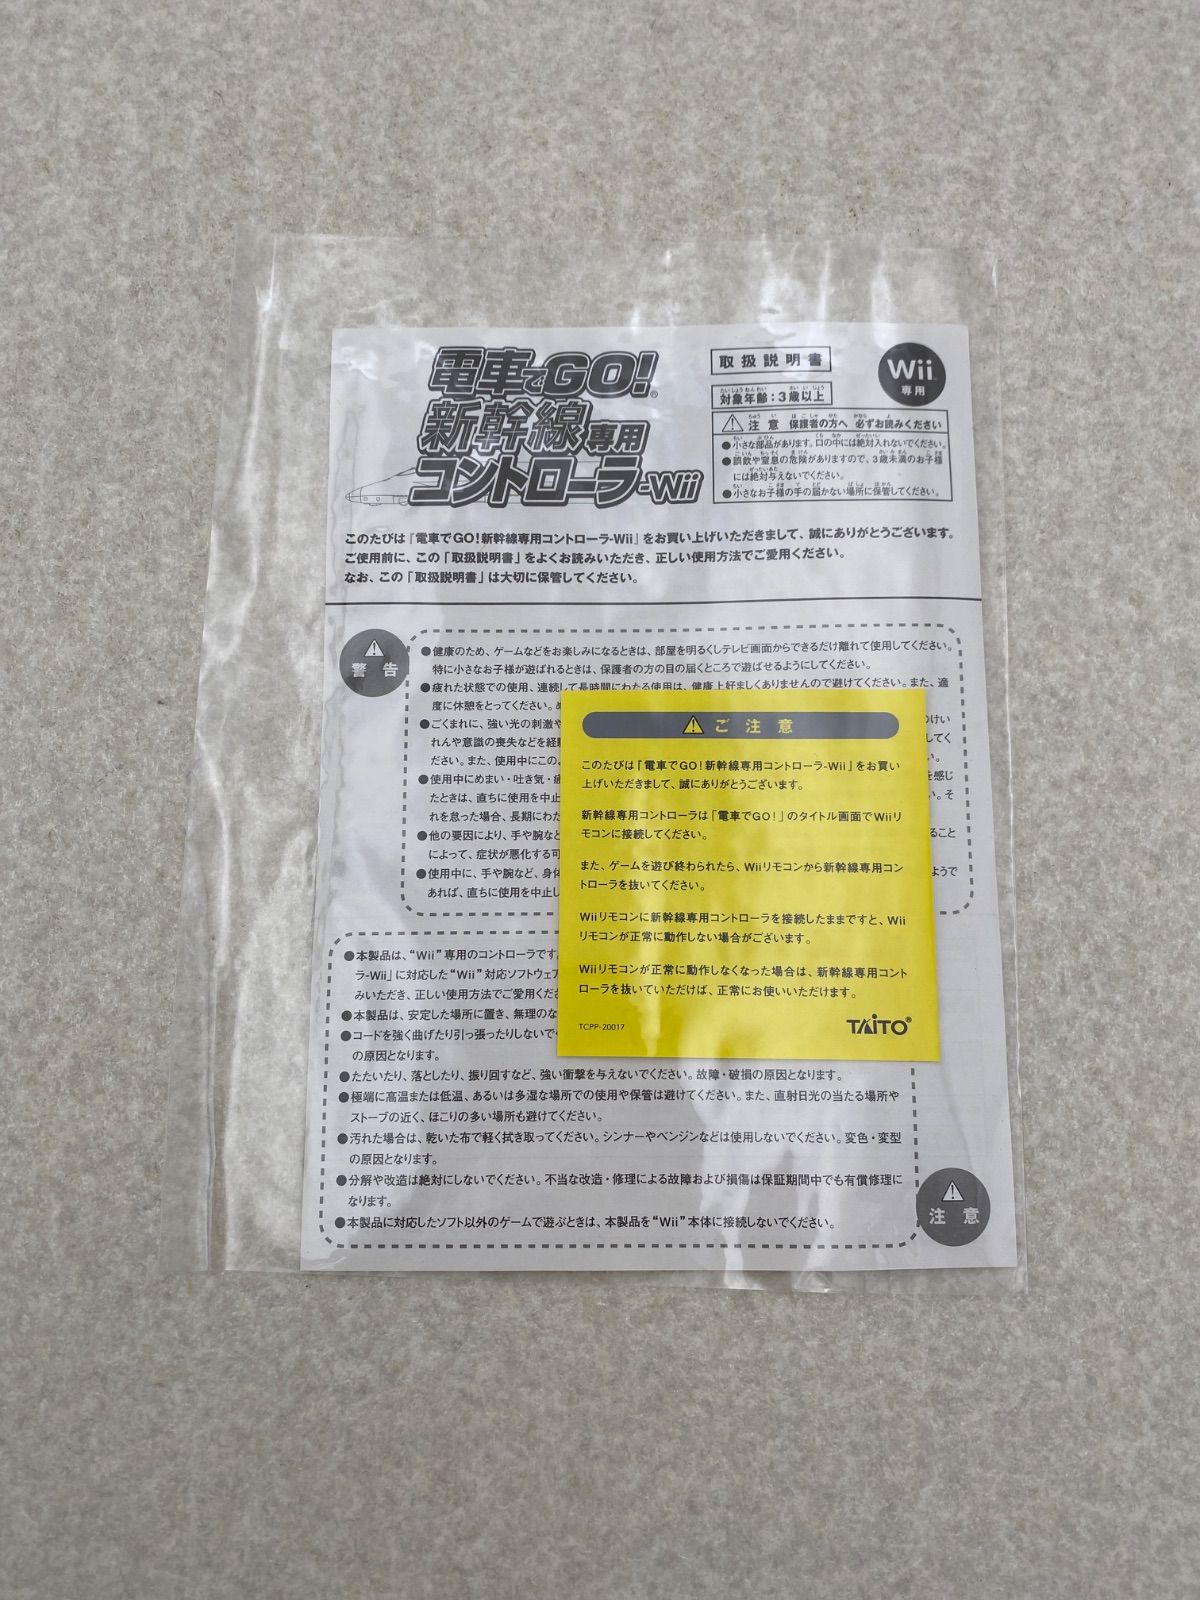 電車でGO!®
新幹線専用
コントローラ-Wii
取扱説明書
Wii™
専用
対象年齢：3歳以上
注意 保護者の方へ 必ずお読みください
●小さな部品があります。口の中には絶対入れないでください。
●誤飲や窒息の危険がありますので、3歳未満のお子様
には絶対与えないでください。
●小さなお子様の手の届かない場所に保管してください。
このたびは『電車でGO!新幹線専用コントローラ-Wii』をお買い上げいただきまして、誠にありがとうございます。
ご使用前に、この「取扱説明書」をよくお読みいただき、正しい使用方法でご愛用ください。
なお、この「取扱説明書」は大切に保管してください。
警告
●健康のため、ゲームなどをお楽しみになるときは、部屋を明るくしテレビ画面からできるだけ離れて使用してください。
特に小さなお子様が遊ばれるときは、保護者の方の目の届くところで遊ばせるようにしてください。
●疲れた状態での使用、連続して長時間にわたる使用は、健康上好ましくありませんので避けてください。また、適
度に休憩をとってください。
●ごくまれに、強い光の刺激や
のけい
れんや意識の喪失などを経験
してく
ださい。また、使用中にこの
い。
●使用中にめまい・吐き気・疲
を感じ
たときは、直ちに使用を中止
い。そ
れを怠った場合、長期にわた
●他の要因により、手や腕など
ること
によって、症状が悪化する可
●使用中に、手や腕など、身体
ようで
あれば、直ちに使用を中止し
ご注意
このたびは『電車でGO!新幹線専用コントローラ-Wii』をお買い
上げいただきまして、誠にありがとうございます。
新幹線専用コントローラは「電車でGO!」のタイトル画面でWiiリ
モコンに接続してください。
また、ゲームを遊び終わられたら、Wiiリモコンから新幹線専用コン
トローラを抜いてください。
Wiiリモコンに新幹線専用コントローラを接続したままですと、Wii
リモコンが正常に動作しない場合がございます。
Wiiリモコンが正常に動作しなくなった場合は、新幹線専用コント
ローラを抜いていただけば、正常にお使いいただけます。
TCPP-20017
TAITO®
●本製品は、“Wii”専用のコントローラです
ラ-Wii」に対応した“Wii”対応ソフトウェア
みいただき、正しい使用方法でご愛用くださ
●本製品は、安定した場所に置き、無理のな
●コードを強く曲げたり引っ張ったりしないで
の原因となります。
●たたいたり、落としたり、振り回すなど、強い衝撃を与えないでください。故障・破損の原因となります。
●極端に高温または低温、あるいは多湿な場所での使用や保管は避けてください。また、直射日光の当たる場所や
ストーブの近く、ほこりの多い場所も避けてください。
●汚れた場合は、乾いた布で軽く拭き取ってください。シンナーやベンジンなどは使用しないでください。変色・変型
の原因となります。
●分解や改造は絶対にしないでください。不当な改造・修理による故障および損傷は保証期間中でも有償修理に
なります。
●本製品に対応したソフト以外のゲームで遊ぶときは、本製品を“Wii”本体に接続しないでください。
注意